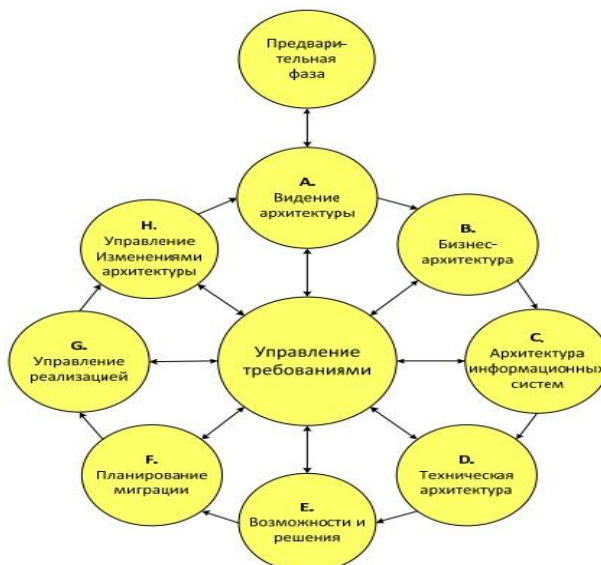 Предвари-
тельная
фаза
A.
Видение
архитектуры
H.
Управление
Изменениями
архитектуры
B.
Бизнес-
архитектура
G.
Управление
реализацией
Управление
требованиями
C.
Архитектура
информационных
систем
F.
Планирование
миграции
D.
Техническая
архитектура
E.
Возможности и
решения